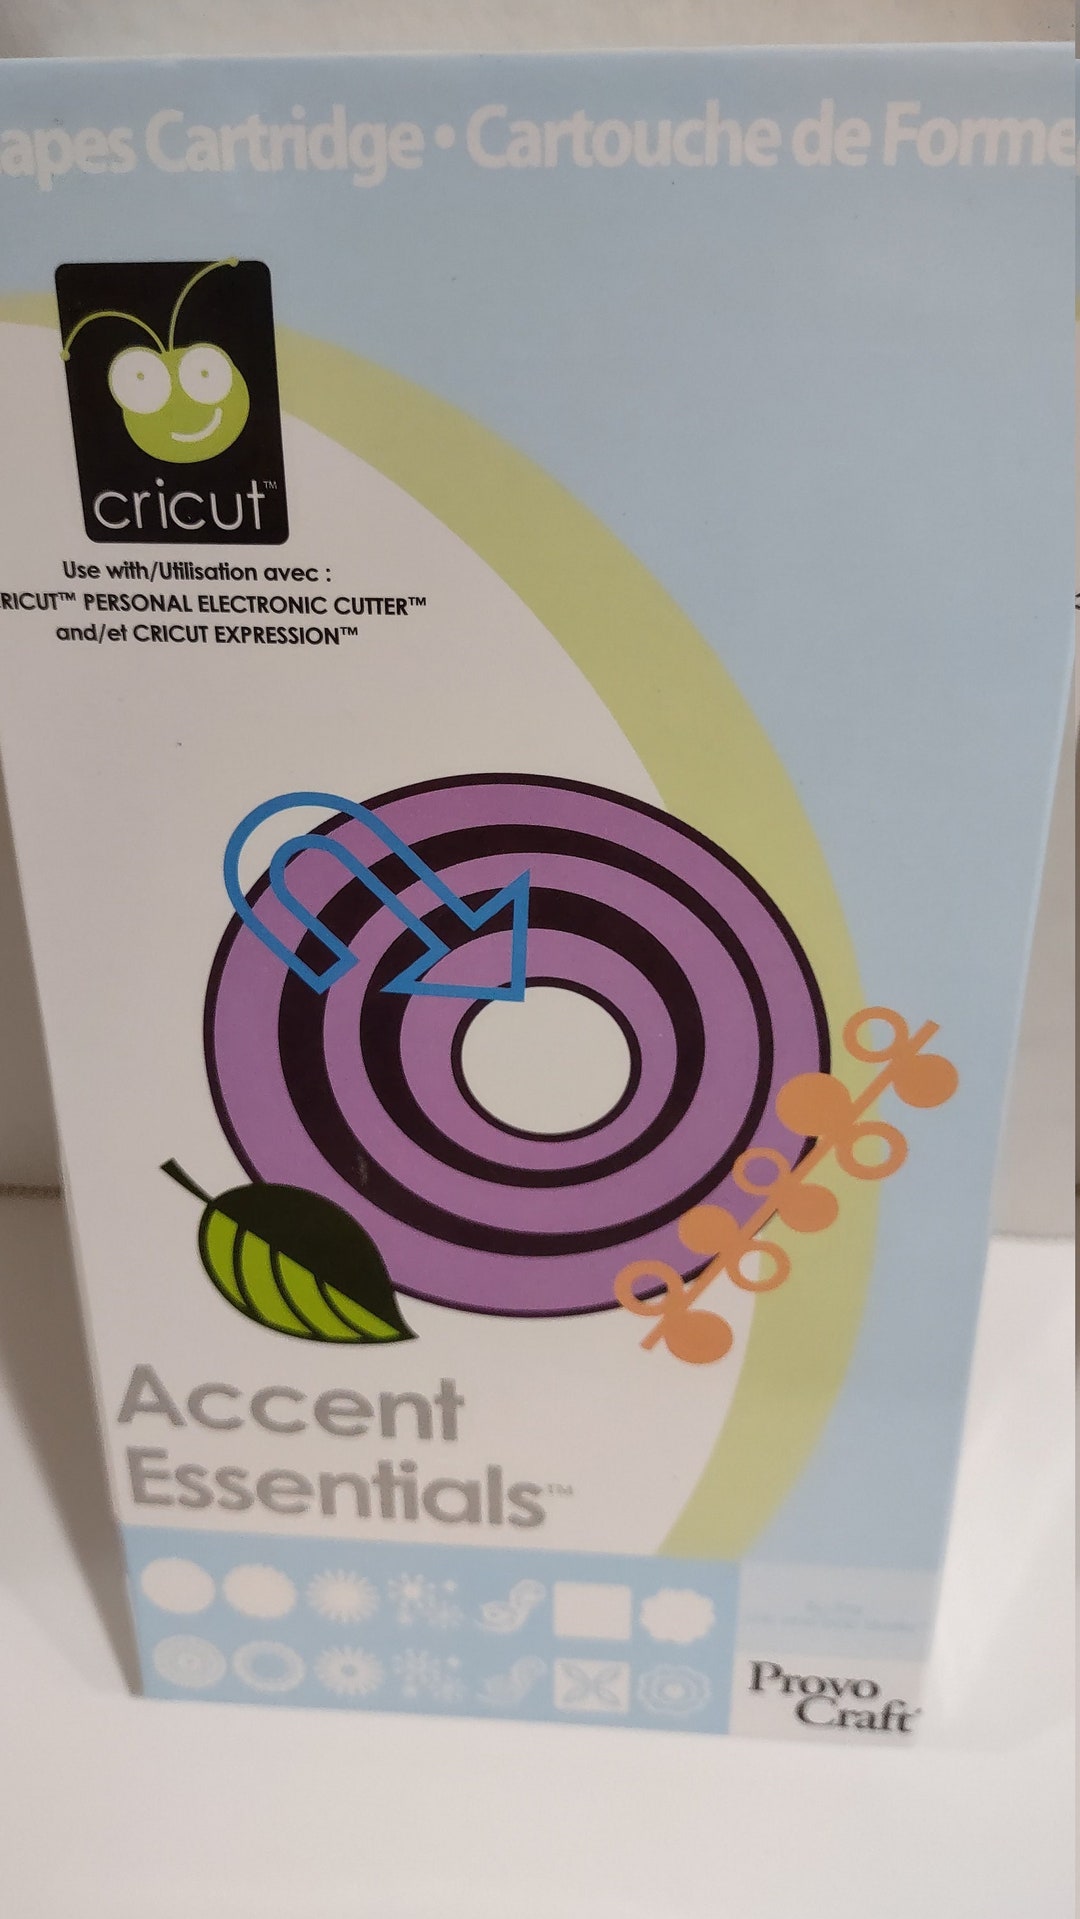 apes Cartridge • Cartouche de Forme
cricut™
Use with/Utilisation avec :
RICUT™ PERSONAL ELECTRONIC CUTTER™
and/et CRICUT EXPRESSION™
Accent
Essentials™
Provo
Craft